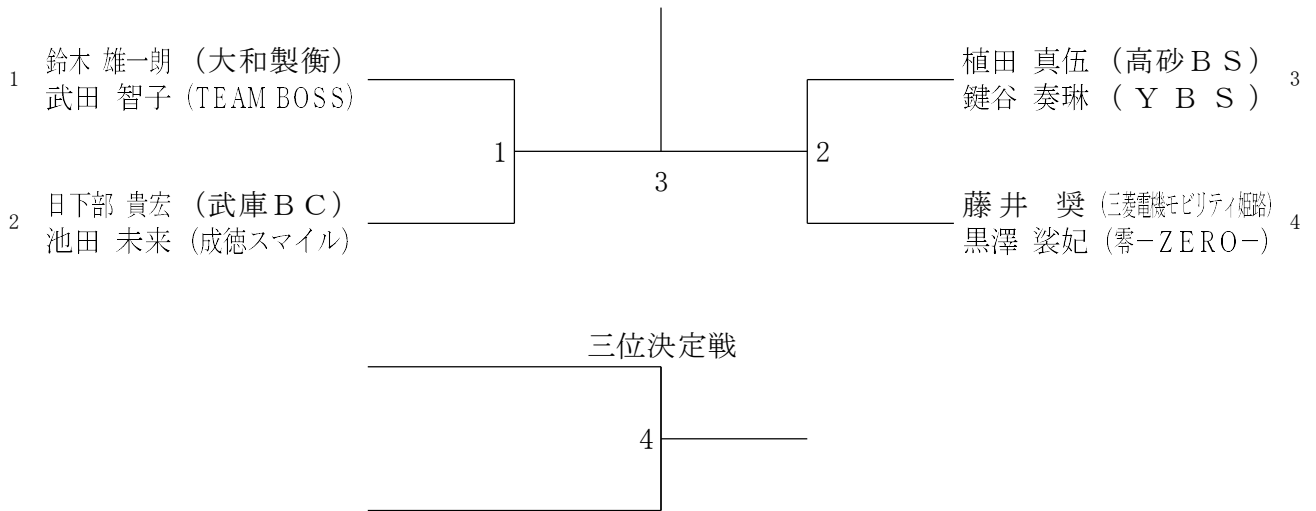 1
鈴木 雄一朗 (大和製衡)
武田 智子 (TEAM BOSS)
2
日下部 貴宏 (武庫BC)
池田 未来 (成徳スマイル)
1
3
2
植田 真伍 (高砂BS)
鍵谷 奏琳 (YBS)
3
藤井 奨 (三菱電機モビリティ姫路)
黒澤 裟妃 (零-ZERO-)
4
三位決定戦
4